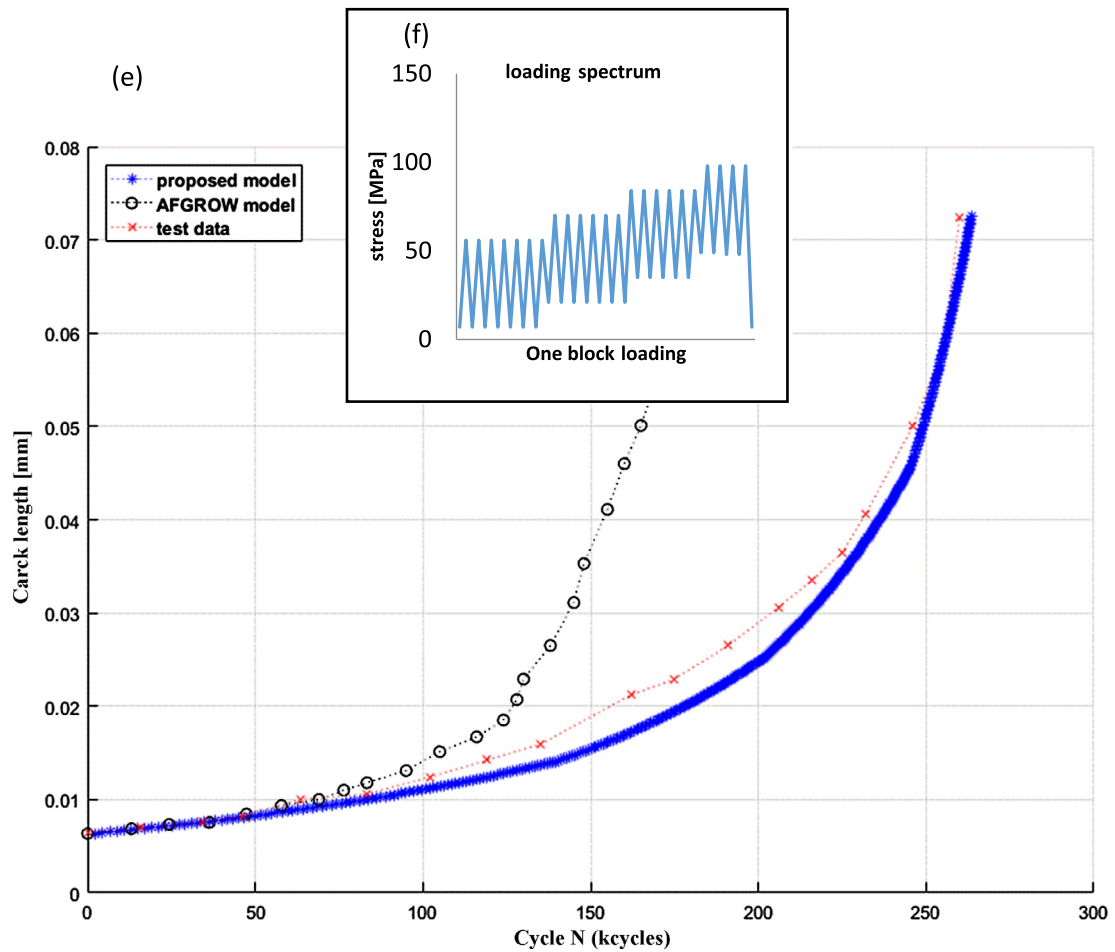 (f)
(e)
loading spectrum
150
100
50
0
stress [MPa]
One block loading
proposed model
AFGROW model
test data
0.08
0.07
0.06
0.05
0.04
0.03
0.02
0.01
0
Carck length [mm]
0 50 100 150 200 250 300
Cycle N (kcycles)